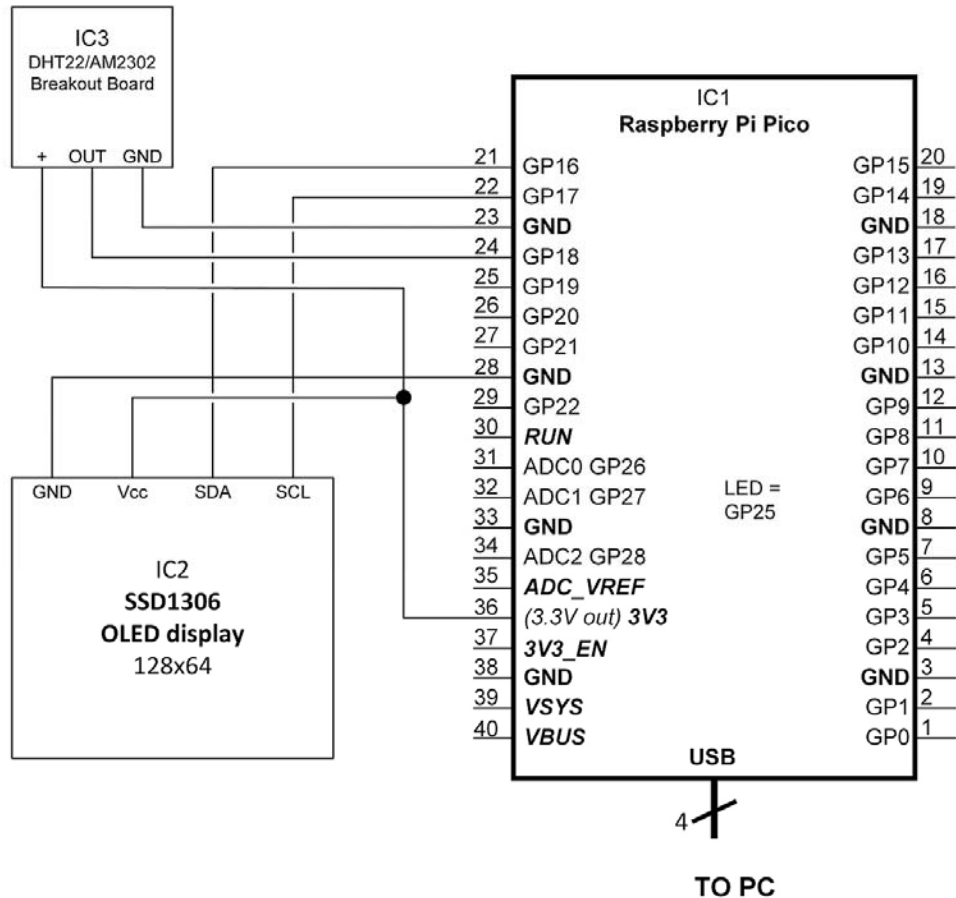 IC3
DHT22/AM2302
Breakout Board
+ OUT GND
IC1
Raspberry Pi Pico
21 GP16 GP15 20
22 GP17 GP14 19
23 GND GND 18
24 GP18 GP13 17
25 GP19 GP12 16
26 GP20 GP11 15
27 GP21 GP10 14
28 GND GND 13
29 GP22 GP9 12
30 RUN GP8 11
31 ADC0 GP26 GP7 10
32 ADC1 GP27 GP6 9
33 GND GND 8
34 ADC2 GP28 GP5 7
35 ADC_VREF GP4 6
36 (3.3V out) 3V3 GP3 5
37 3V3_EN GP2 4
38 GND GND 3
39 VSYS GP1 2
40 VBUS GP0 1
LED =
GP25
USB
GND Vcc SDA SCL
IC2
SSD1306
OLED display
128x64
4
TO PC